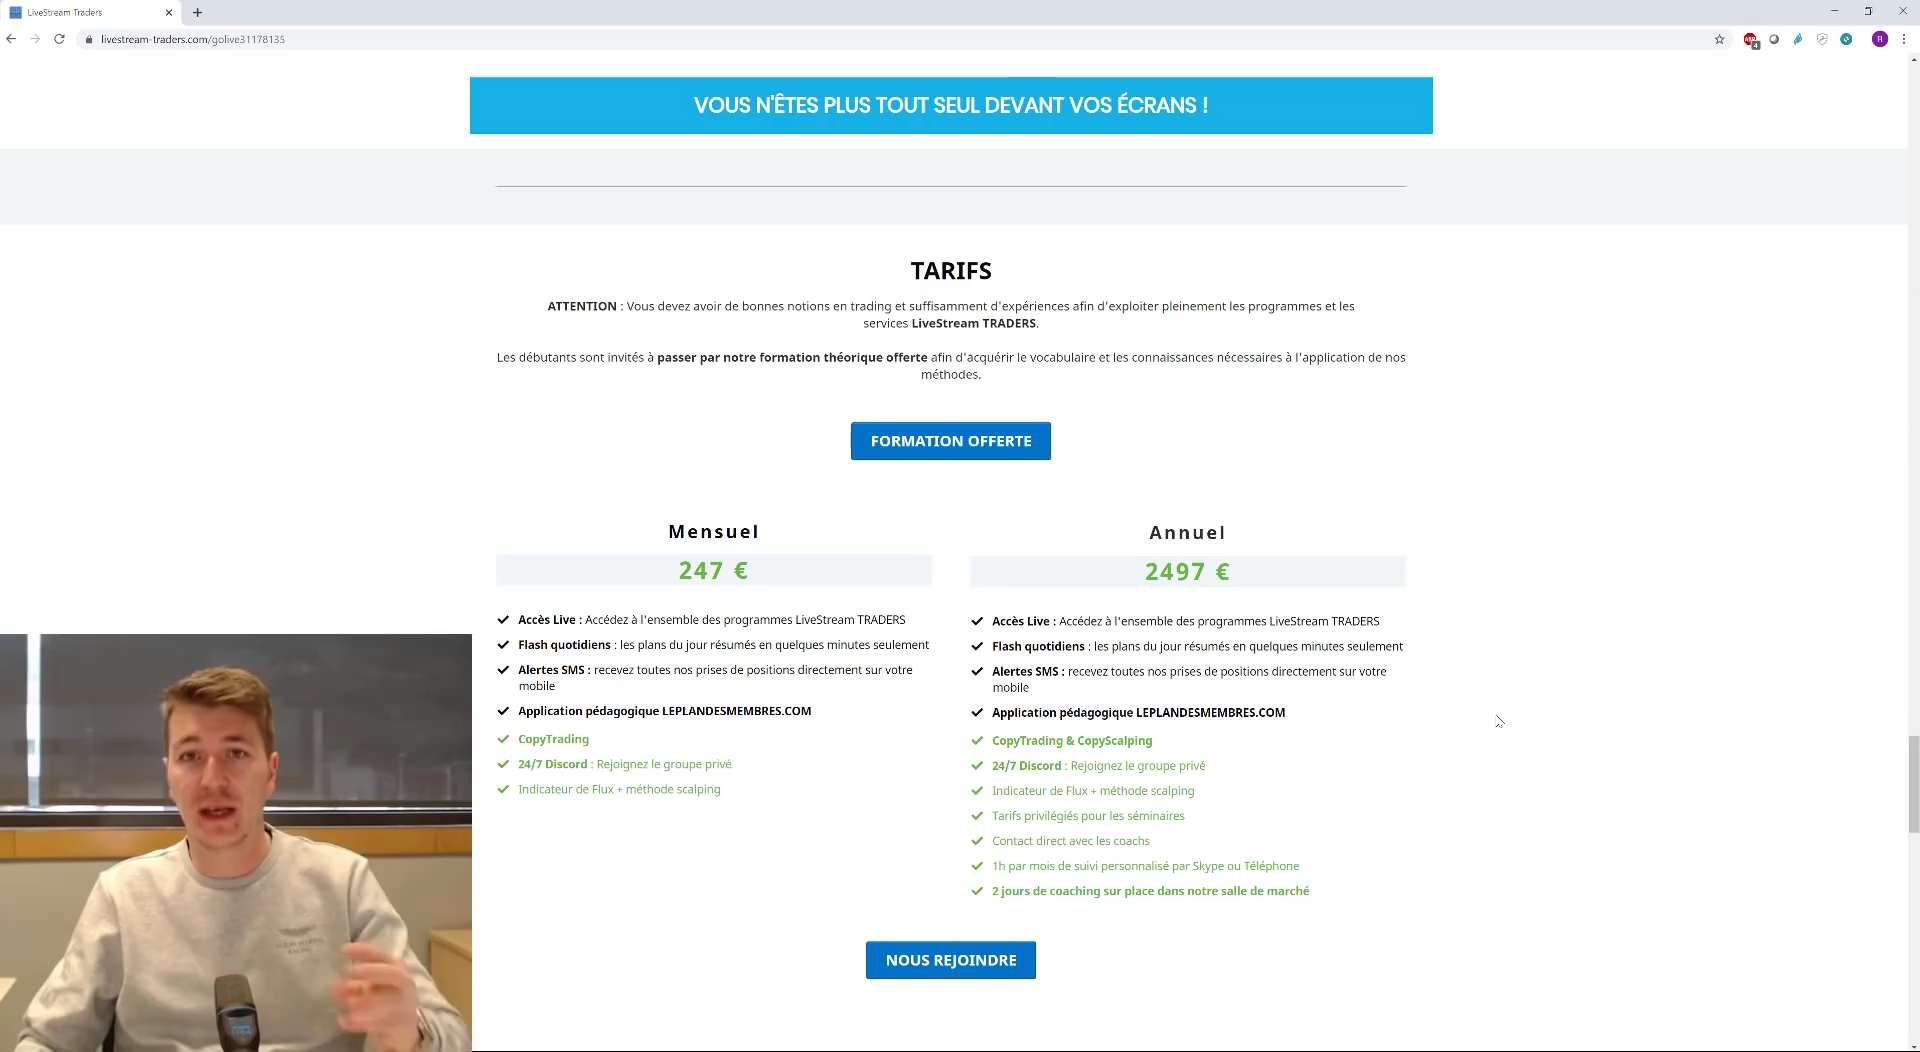 LiveStream Traders
livestream-traders.com/golive31178135
4
R
VOUS N'ÊTES PLUS TOUT SEUL DEVANT VOS ÉCRANS !
TARIFS
ATTENTION : Vous devez avoir de bonnes notions en trading et suffisamment d'expériences afin d'exploiter pleinement les programmes et les
services LiveStream TRADERS.
Les débutants sont invités à passer par notre formation théorique offerte afin d'acquérir le vocabulaire et les connaissances nécessaires à l'application de nos
méthodes.
FORMATION OFFERTE
Mensuel
247 €
Accès Live : Accédez à l'ensemble des programmes LiveStream TRADERS
Flash quotidiens : les plans du jour résumés en quelques minutes seulement
Alertes SMS : recevez toutes nos prises de positions directement sur votre
mobile
Application pédagogique LEPLANDESMEMBRES.COM
CopyTrading
24/7 Discord : Rejoignez le groupe privé
Indicateur de Flux + méthode scalping
Annuel
2497 €
Accès Live : Accédez à l'ensemble des programmes LiveStream TRADERS
Flash quotidiens : les plans du jour résumés en quelques minutes seulement
Alertes SMS : recevez toutes nos prises de positions directement sur votre
mobile
Application pédagogique LEPLANDESMEMBRES.COM
CopyTrading & CopyScalping
24/7 Discord : Rejoignez le groupe privé
Indicateur de Flux + méthode scalping
Tarifs privilégiés pour les séminaires
Contact direct avec les coachs
1h par mois de suivi personnalisé par Skype ou Téléphone
2 jours de coaching sur place dans notre salle de marché
NOUS REJOINDRE